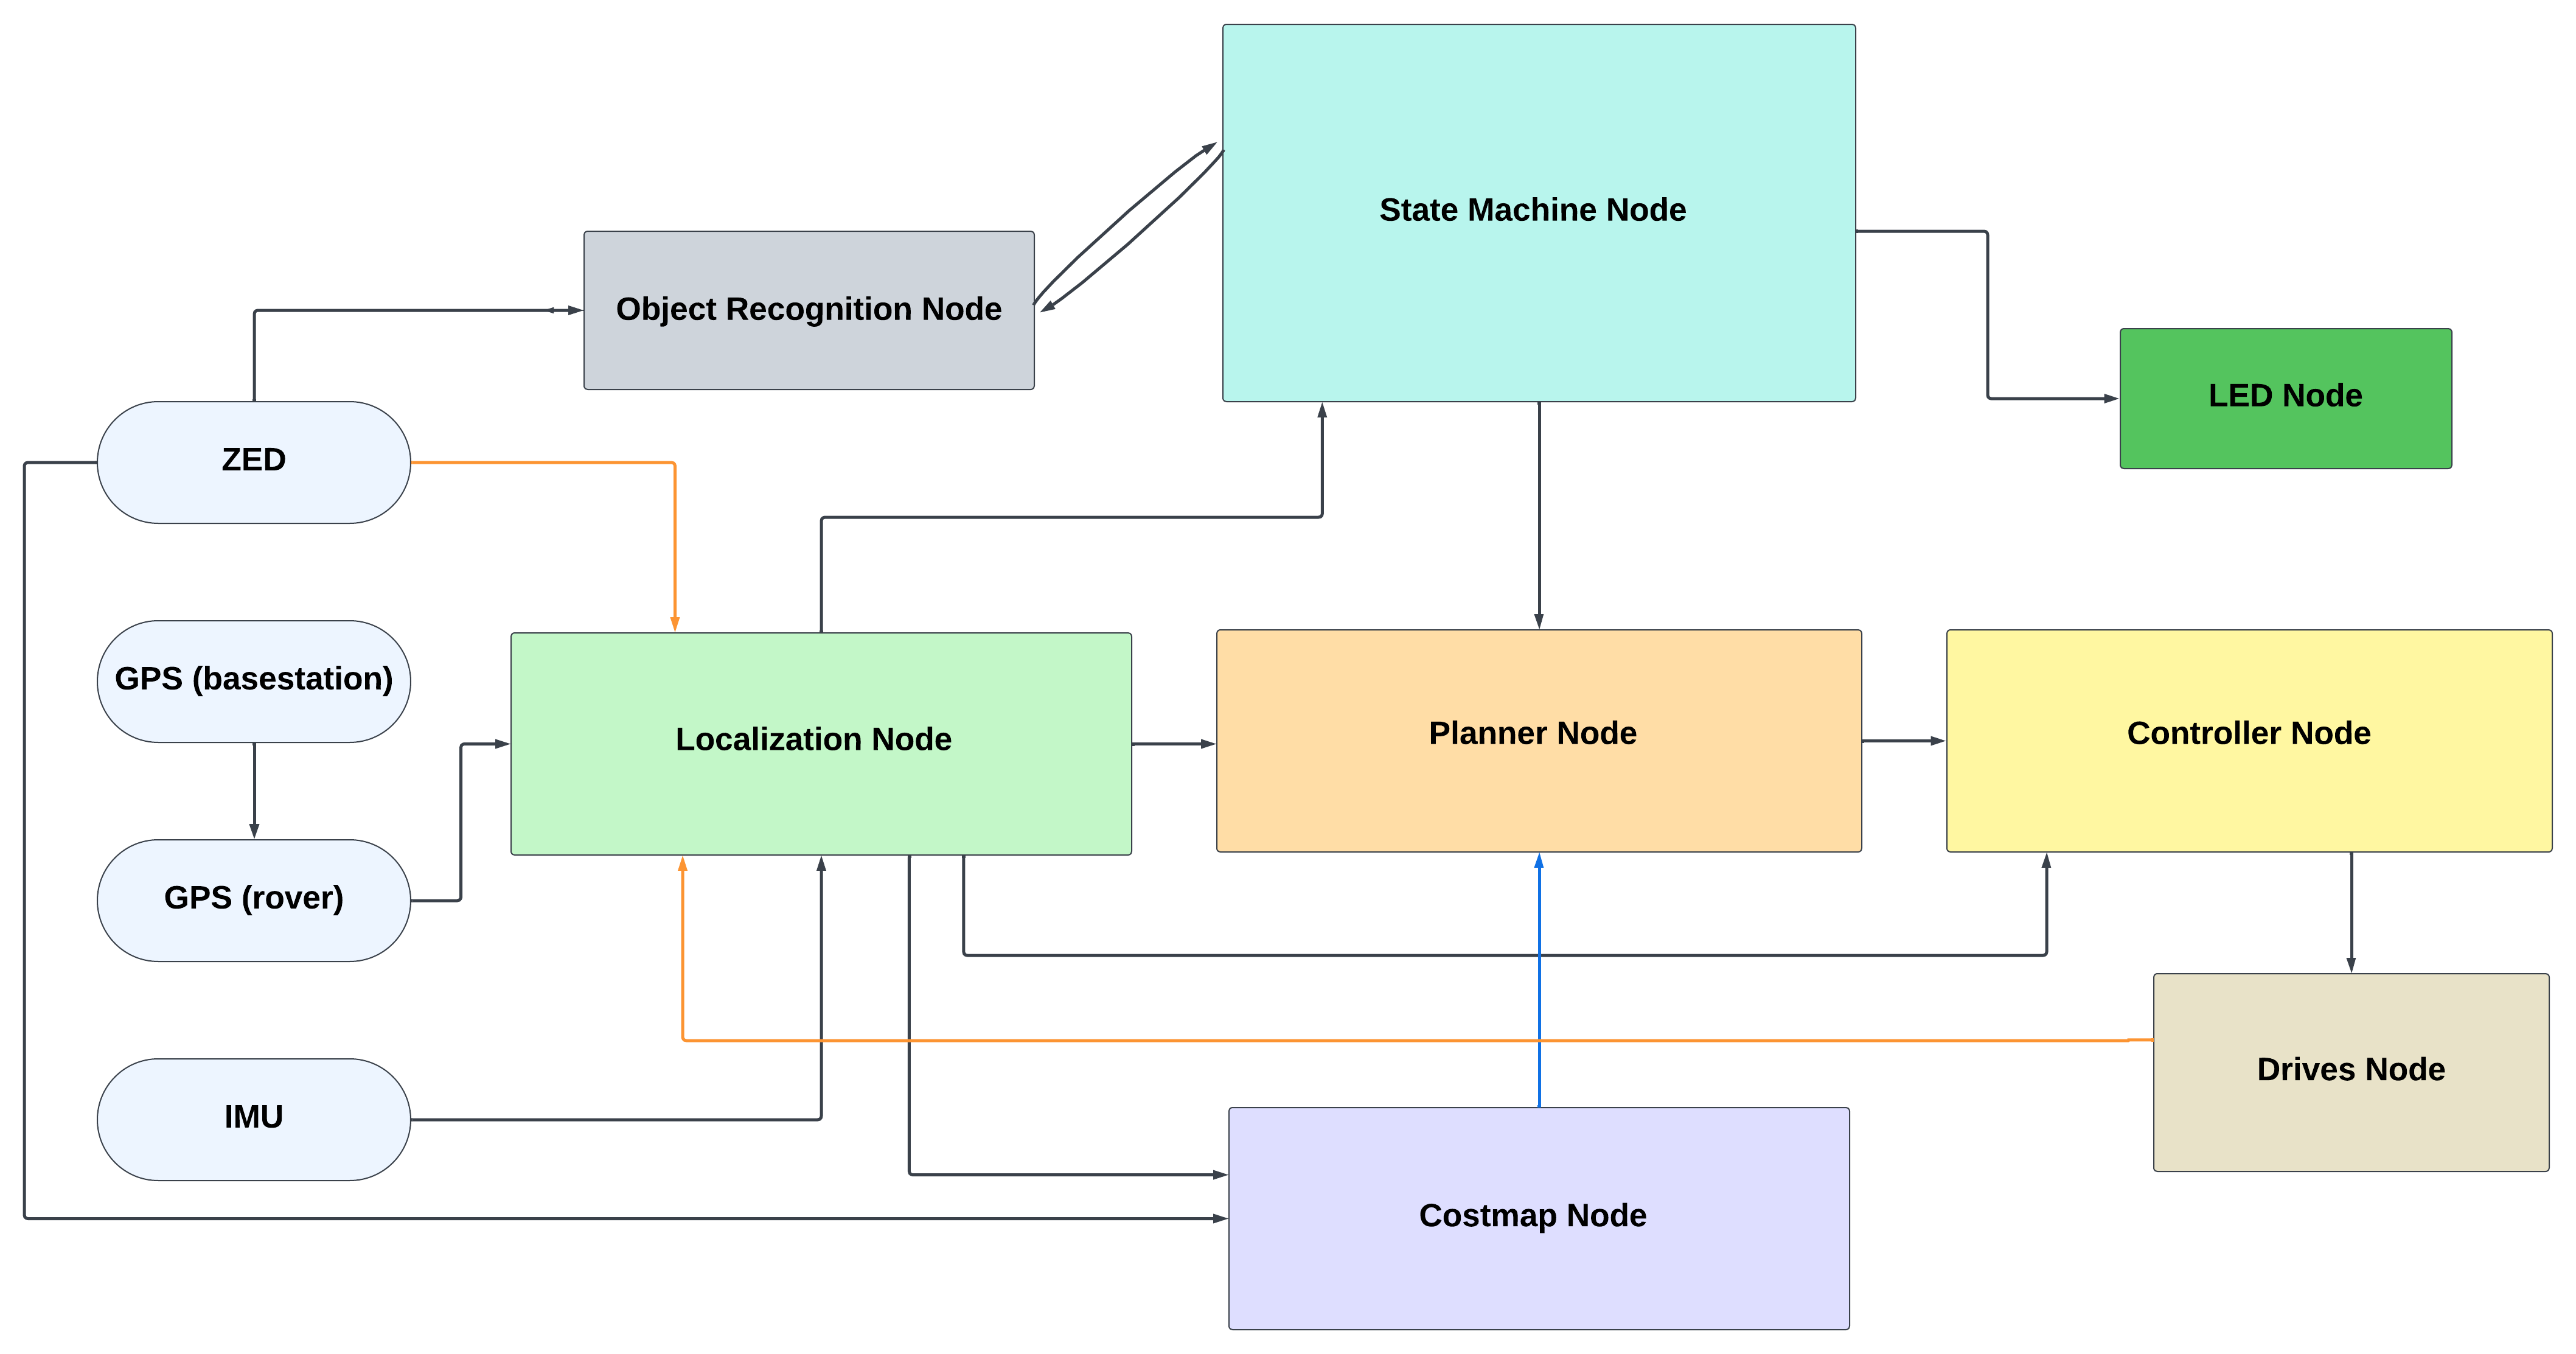 State Machine Node
Object Recognition Node
LED Node
ZED
GPS (basestation)
Localization Node
Planner Node
Controller Node
GPS (rover)
IMU
Drives Node
Costmap Node